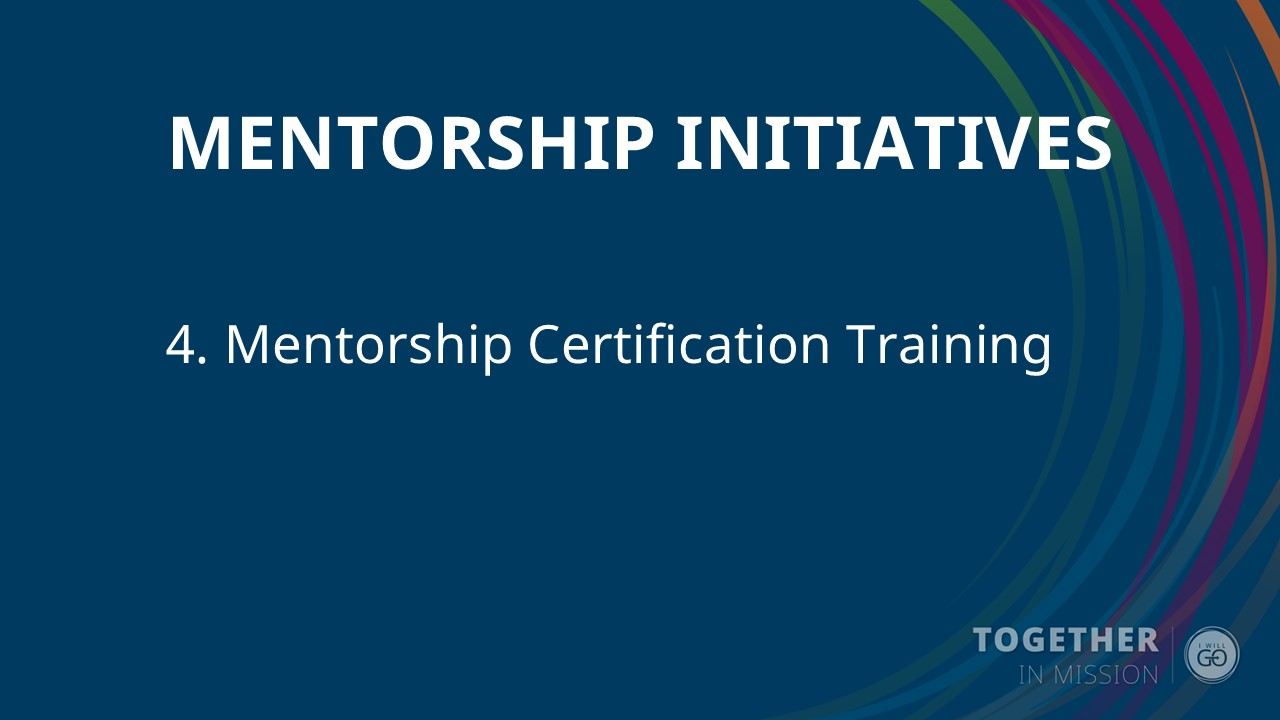 MENTORSHIP INITIATIVES
4. Mentorship Certification Training
TOGETHER
IN MISSION
I WILL
GO